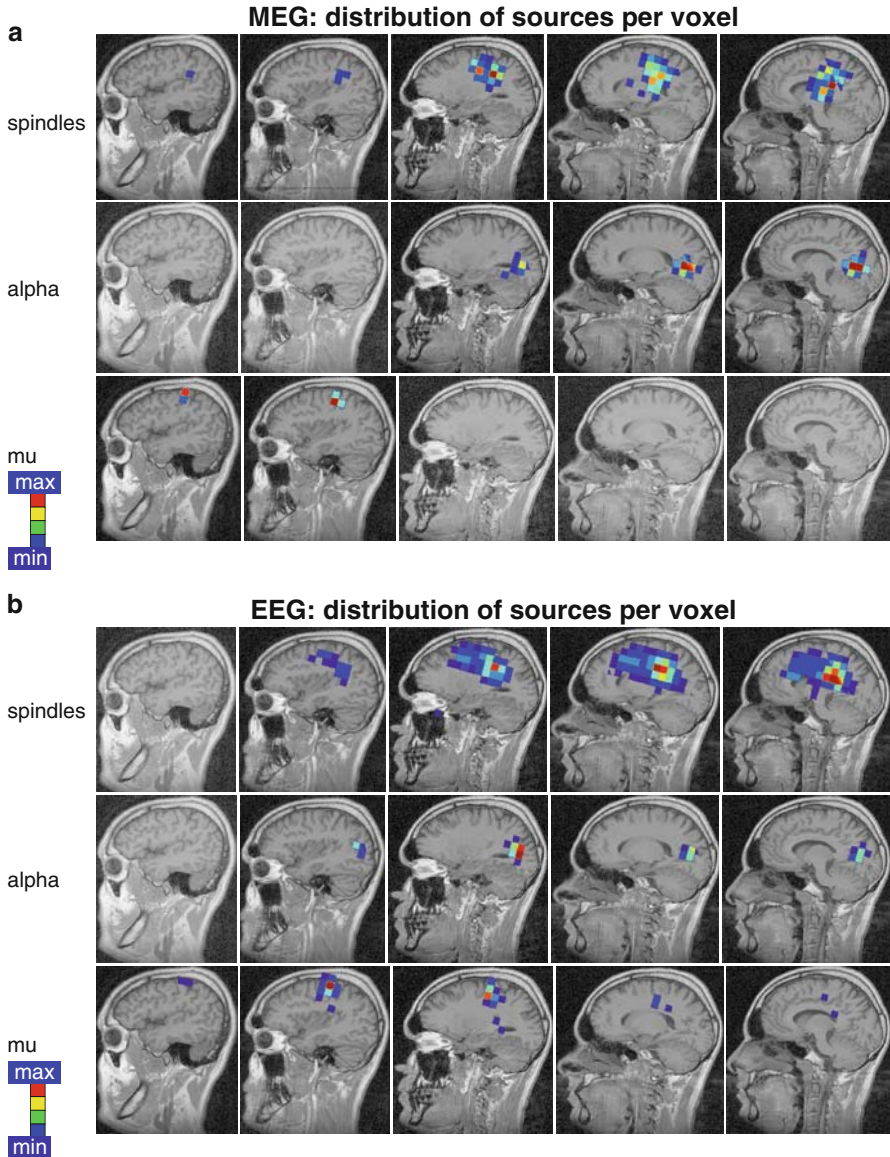 MEG: distribution of sources per voxel
a
spindles
alpha
mu
max
min
b
EEG: distribution of sources per voxel
spindles
alpha
mu
max
min